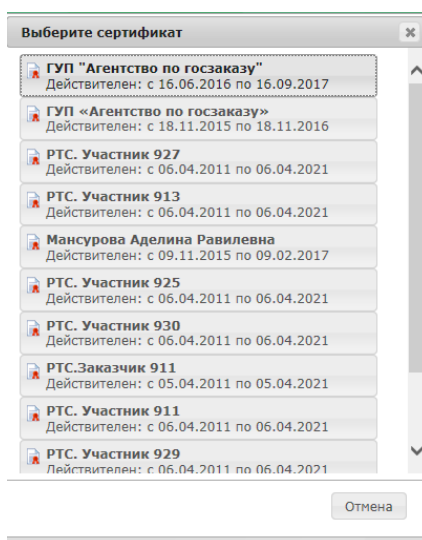 Выберите сертификат
ГУП "Агентство по госзаказу"
Действителен: с 16.06.2016 по 16.09.2017
ГУП «Агентство по госзаказу»
Действителен: с 18.11.2015 по 18.11.2016
РТС. Участник 927
Действителен: с 06.04.2011 по 06.04.2021
РТС. Участник 913
Действителен: с 06.04.2011 по 06.04.2021
Мансурова Аделина Равилевна
Действителен: с 09.11.2015 по 09.02.2017
РТС. Участник 925
Действителен: с 06.04.2011 по 06.04.2021
РТС. Участник 930
Действителен: с 06.04.2011 по 06.04.2021
РТС.Заказчик 911
Действителен: с 05.04.2011 по 05.04.2021
РТС. Участник 911
Действителен: с 06.04.2011 по 06.04.2021
РТС. Участник 929
Действителен: с 06.04.2011 по 06.04.2021
Отмена